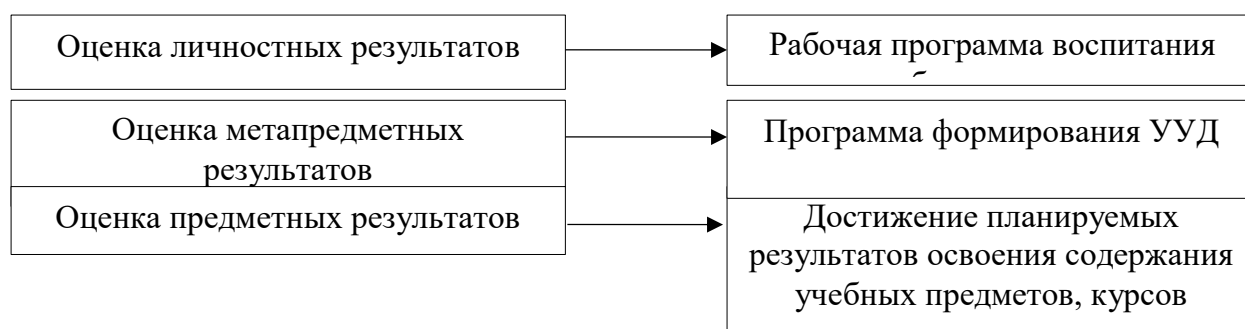 Оценка личностных результатов
Рабочая программа воспитания
Оценка метапредметных
результатов
Программа формирования УУД
Оценка предметных результатов
Достижение планируемых
результатов освоения содержания
учебных предметов, курсов